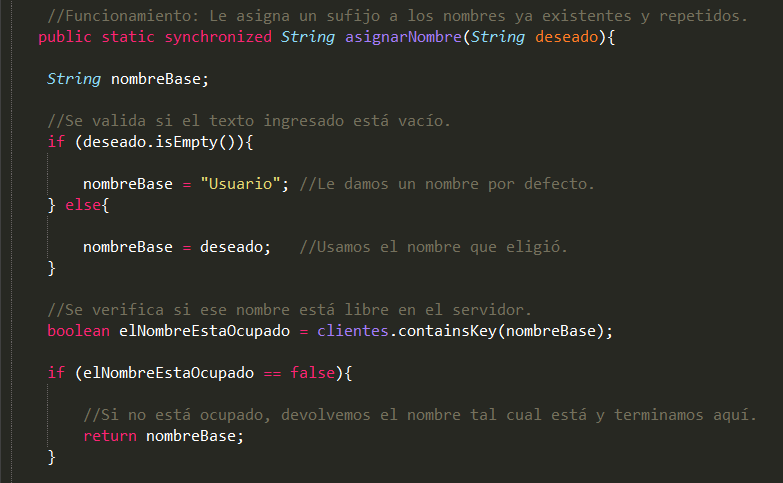 //Funcionamiento: Le asigna un sufijo a los nombres ya existentes y repetidos.
public static synchronized String asignarNombre(String deseado){
String nombreBase;
//Se valida si el texto ingresado está vacío.
if (deseado.isEmpty()){
nombreBase = "Usuario"; //Le damos un nombre por defecto.
} else{
nombreBase = deseado;   //Usamos el nombre que eligió.
}
//Se verifica si ese nombre está libre en el servidor.
boolean elNombreEstaOcupado = clientes.containsKey(nombreBase);
if (elNombreEstaOcupado == false){
//Si no está ocupado, devolvemos el nombre tal cual está y terminamos aquí.
return nombreBase;
}